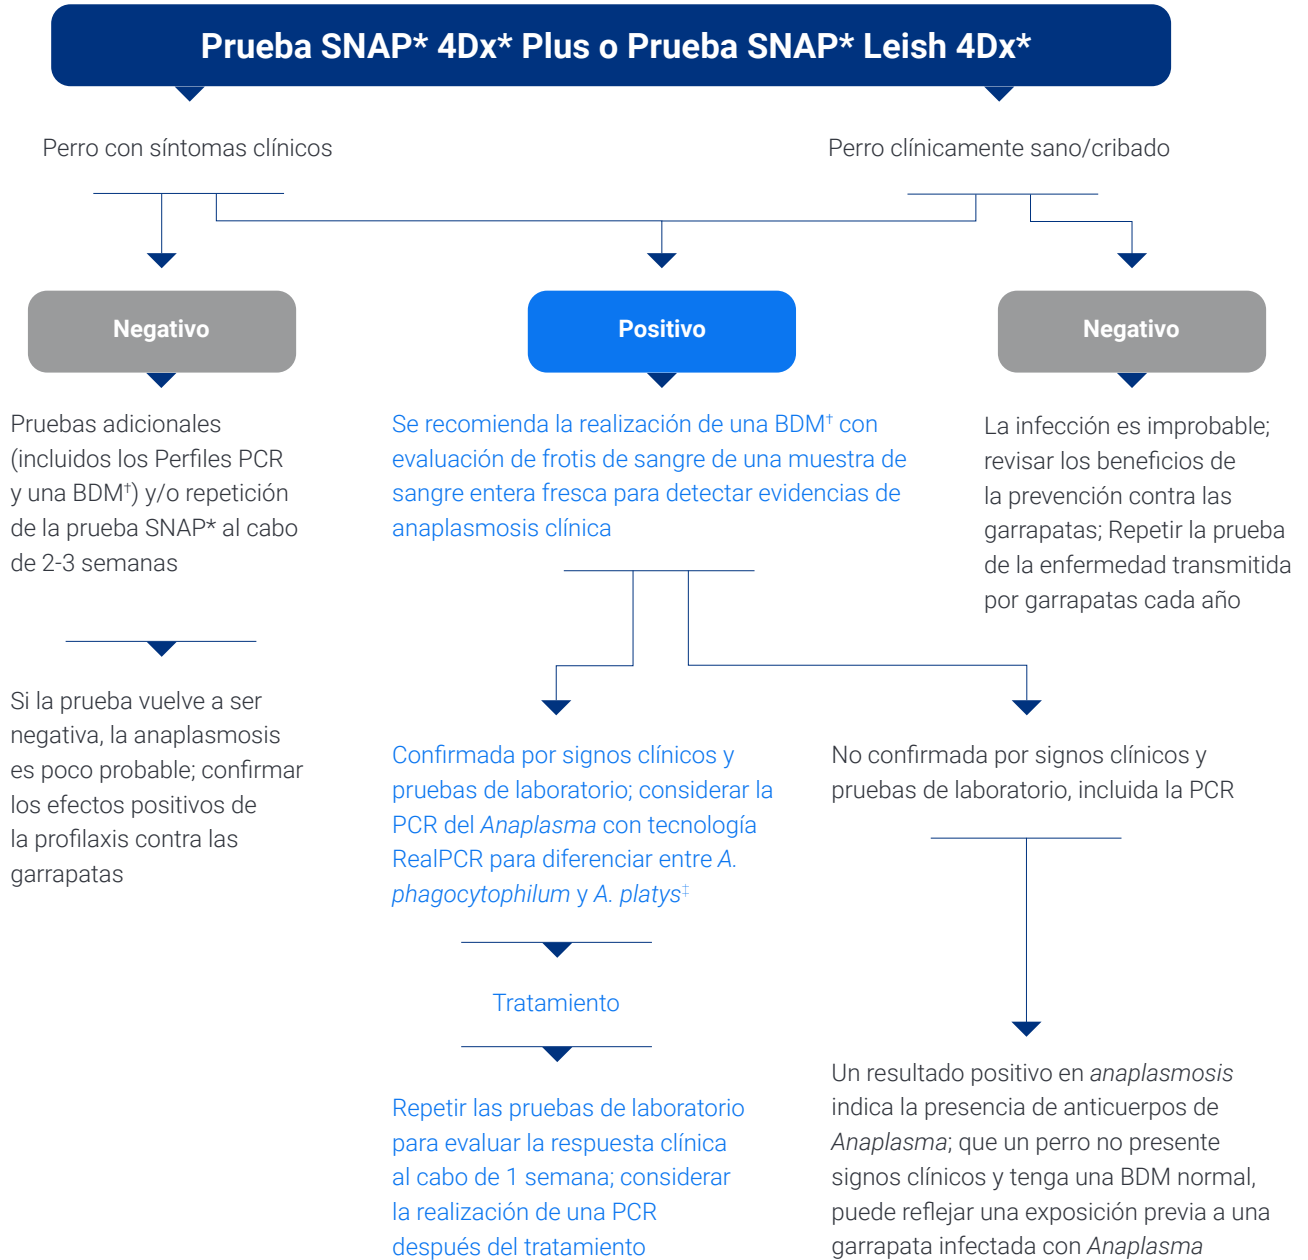 Prueba SNAP* 4Dx* Plus o Prueba SNAP* Leish 4Dx*
Perro con síntomas clínicos
Perro clínicamente sano/cribado
Negativo
Positivo
Negativo
Pruebas adicionales
(incluidos los Perfiles PCR
y una BDM†) y/o repetición
de la prueba SNAP* al cabo
de 2-3 semanas
Se recomienda la realización de una BDM† con
evaluación de frotis de sangre de una muestra de
sangre entera fresca para detectar evidencias de
anaplasmosis clínica
La infección es improbable;
revisar los beneficios de
la prevención contra las
garrapatas; Repetir la prueba
de la enfermedad transmitida
por garrapatas cada año
Si la prueba vuelve a ser
negativa, la anaplasmosis
es poco probable; confirmar
los efectos positivos de
la profilaxis contra las
garrapatas
Confirmada por signos clínicos y
pruebas de laboratorio; considerar la
PCR del Anaplasma con tecnología
RealPCR para diferenciar entre A.
phagocytophilum y A. platys‡
No confirmada por signos clínicos y
pruebas de laboratorio, incluida la PCR
Tratamiento
Repetir las pruebas de laboratorio
para evaluar la respuesta clínica
al cabo de 1 semana; considerar
la realización de una PCR
después del tratamiento
Un resultado positivo en anaplasmosis
indica la presencia de anticuerpos de
Anaplasma; que un perro no presente
signos clínicos y tenga una BDM normal,
puede reflejar una exposición previa a una
garrapata infectada con Anaplasma